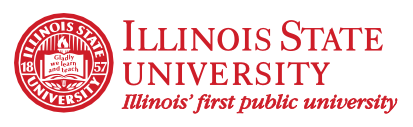 ILLINOIS STATE
UNIVERSITY
18 57
Gladly
we learn
and teach
ILLINOIS STATE
UNIVERSITY
Illinois' first public university